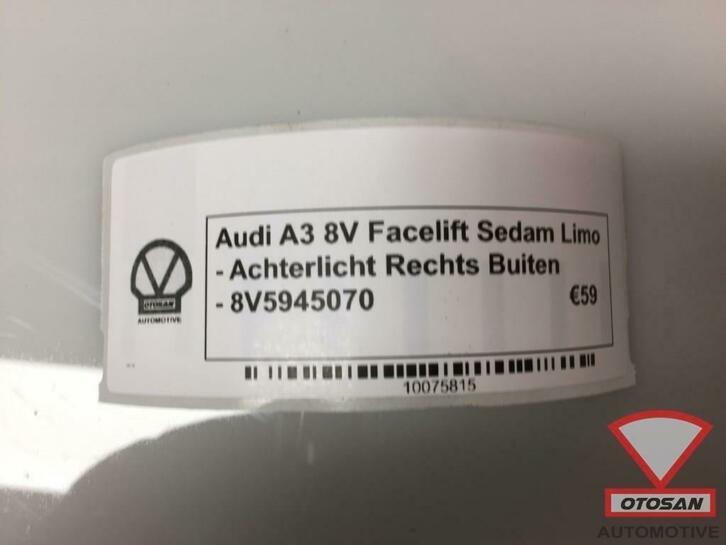 Audi A3 8V Facelift Sedam Limo
- Achterlicht Rechts Buiten
- 8V5945070 €59
OTOSAN
AUTOMOTIVE
10075815
OTOSAN
AUTOMOTIVE